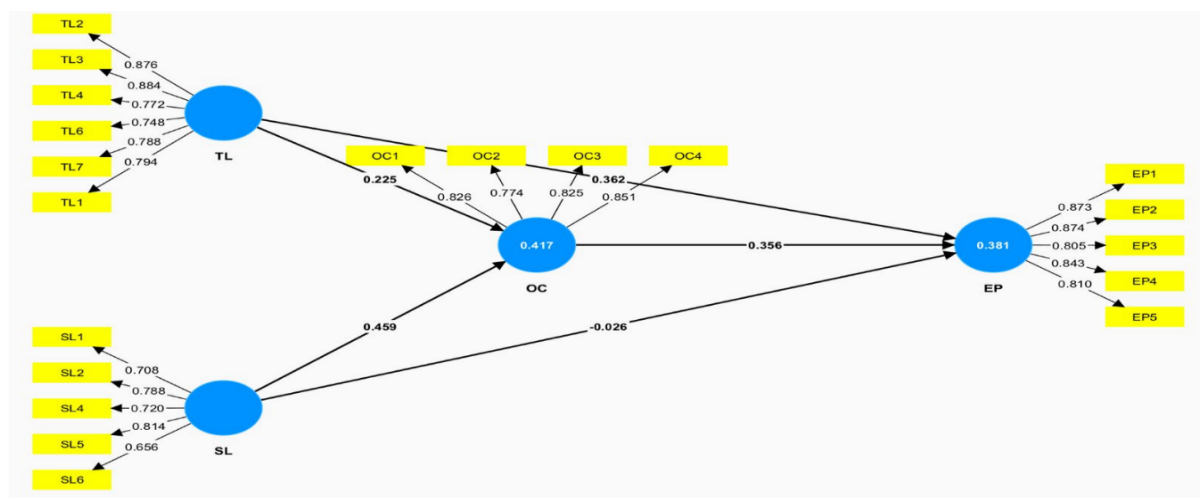 TL2
TL3
TL4
TL6
TL7
TL1
0.876
0.884
0.772
0.748
0.788
0.794
TL
OC1
OC2
OC3
OC4
0.826
0.774
0.825
0.851
0.225
0.362
0.417
OC
0.356
0.459
-0.026
0.381
EP
EP1
EP2
EP3
EP4
EP5
0.873
0.874
0.805
0.843
0.810
SL1
SL2
SL4
SL5
SL6
0.708
0.788
0.720
0.814
0.656
SL